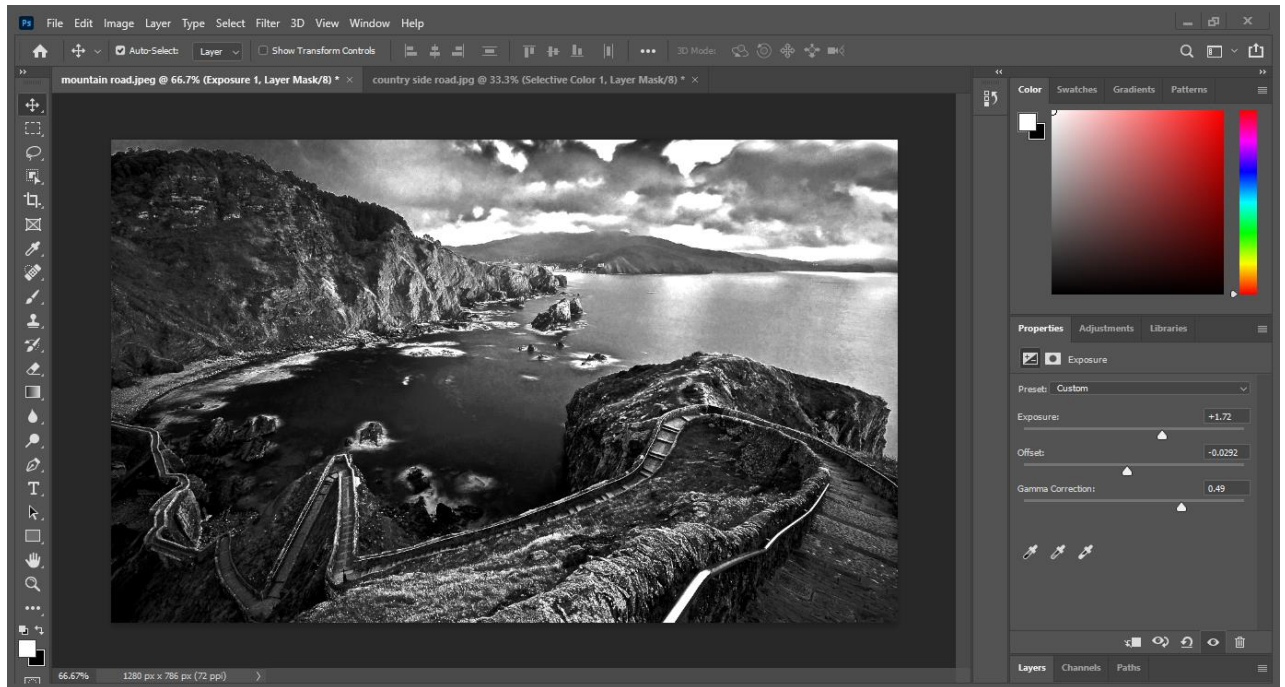 Ps File Edit Image Layer Type Select Filter 3D View Window Help
Auto-Select: Layer Show Transform Controls 3D Mode:
mountain road.jpeg @ 66.7% (Exposure 1, Layer Mask/8) * × country side road.jpg @ 33.3% (Selective Color 1, Layer Mask/8) * ×
Color Swatches Gradients Patterns
Properties Adjustments Libraries
Exposure
Preset: Custom
Exposure: +1.72
Offset: -0.0292
Gamma Correction: 0.49
T
66.67% 1280 px x 786 px (72 ppi)
Layers Channels Paths